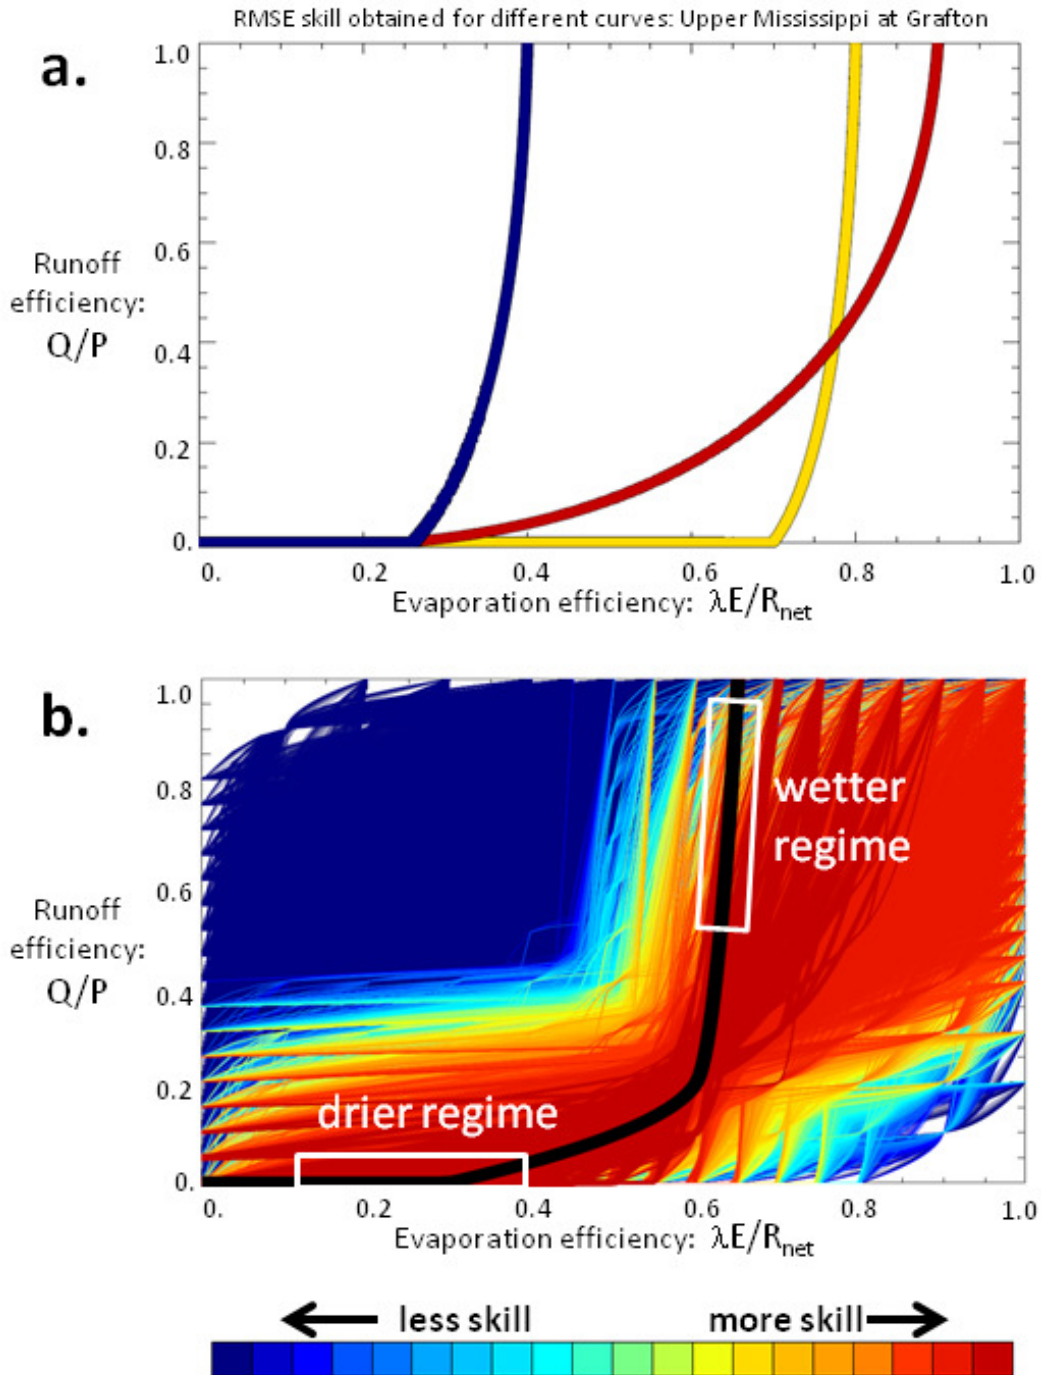 RMSE skill obtained for different curves: Upper Mississippi at Grafton
a.
1.0
0.8
0.6
Runoff
efficiency:
Q/P
0.4
0.2
0.
0. 0.2 0.4 0.6 0.8 1.0
Evaporation efficiency: λE/Rnet
b.
1.0
wetter
regime
0.8
0.6
Runoff
efficiency:
Q/P
0.4
0.2
drier regime
0.
0. 0.2 0.4 0.6 0.8 1.0
Evaporation efficiency: λE/Rnet
less skill more skill